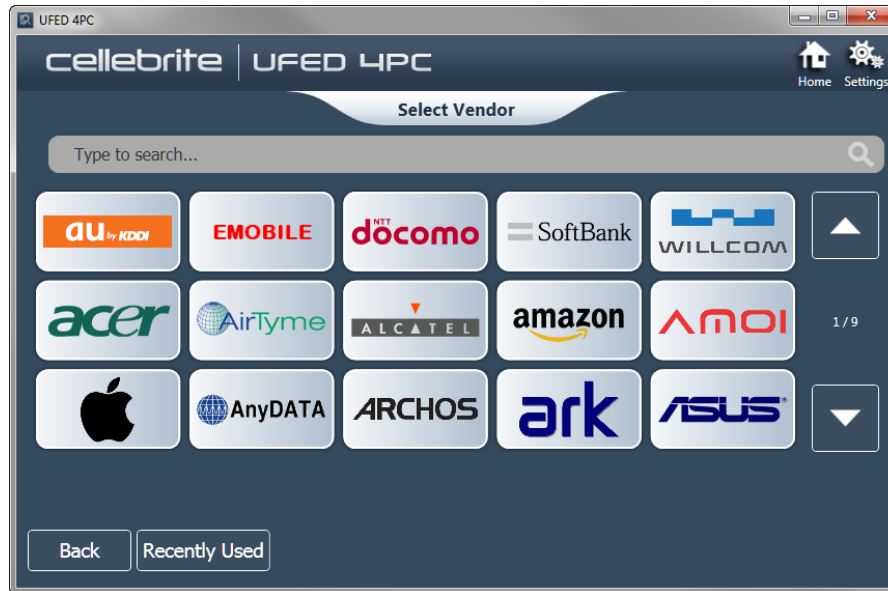 UFED 4PC
cellebrite UFED 4PC
Home Settings
Select Vendor
Type to search...
au by KDDI
EMOBILE
NTT
döcomo
SoftBank
WILLCOM
acer
AirTyme
ALCATEL
amazon
AMOI
1/9
AnyDATA
ARCHOS
ark
ASUS
Back
Recently Used